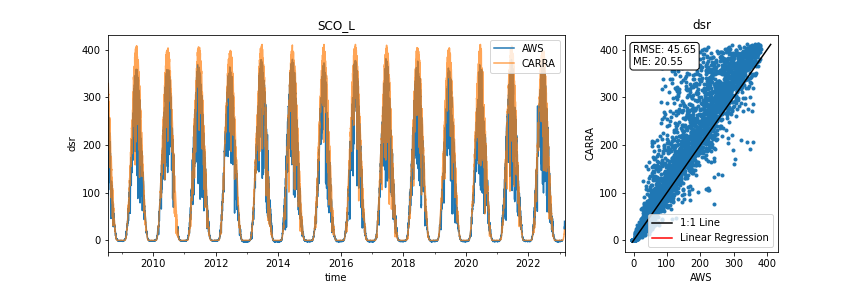 SCO_L
400
300
200
100
0
dsr
2010
2012
2014
2016
2018
2020
2022
time
AWS
CARRA
dsr
RMSE: 45.65
ME: 20.55
400
300
200
100
0
CARRA
0
100
200
300
400
AWS
1:1 Line
Linear Regression